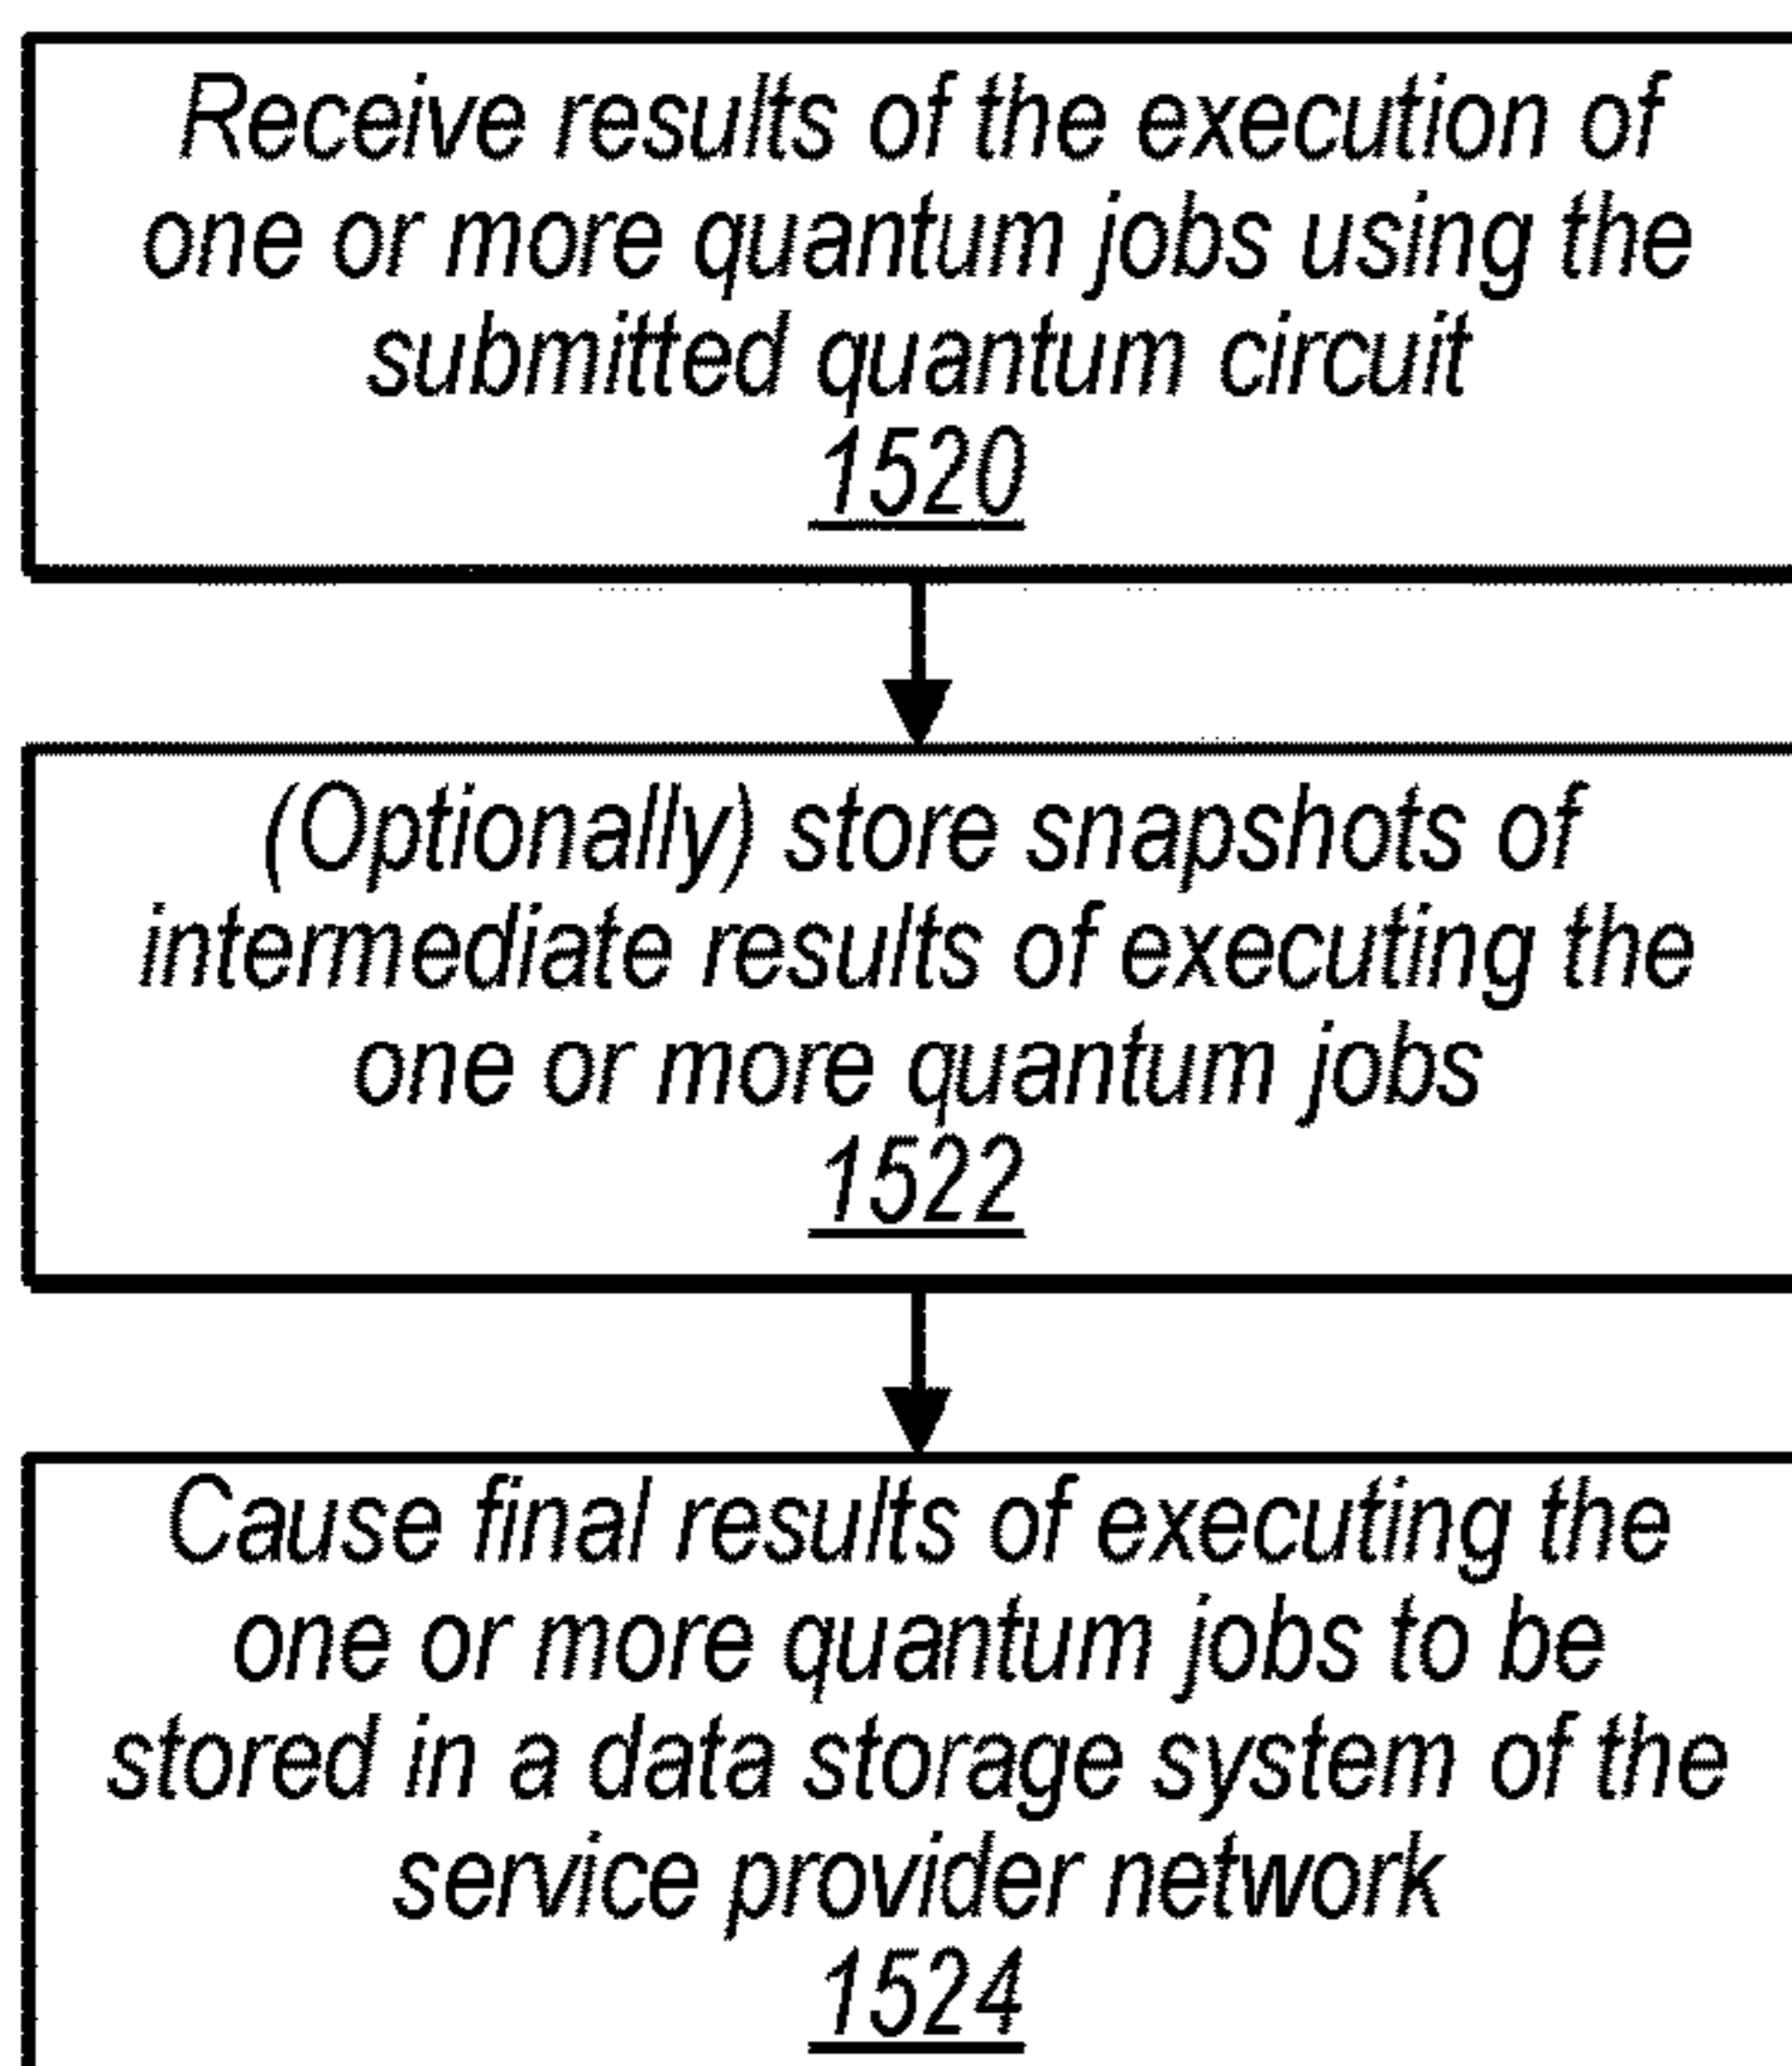 Receive results of the execution of
one or more quantum jobs using the
submitted quantum circuit
1520
(Optionally) store snapshots of
intermediate results of executing the
one or more quantum jobs
1522
Cause final results of executing the
one or more quantum jobs to be
stored in a data storage system of the
service provider network
1524